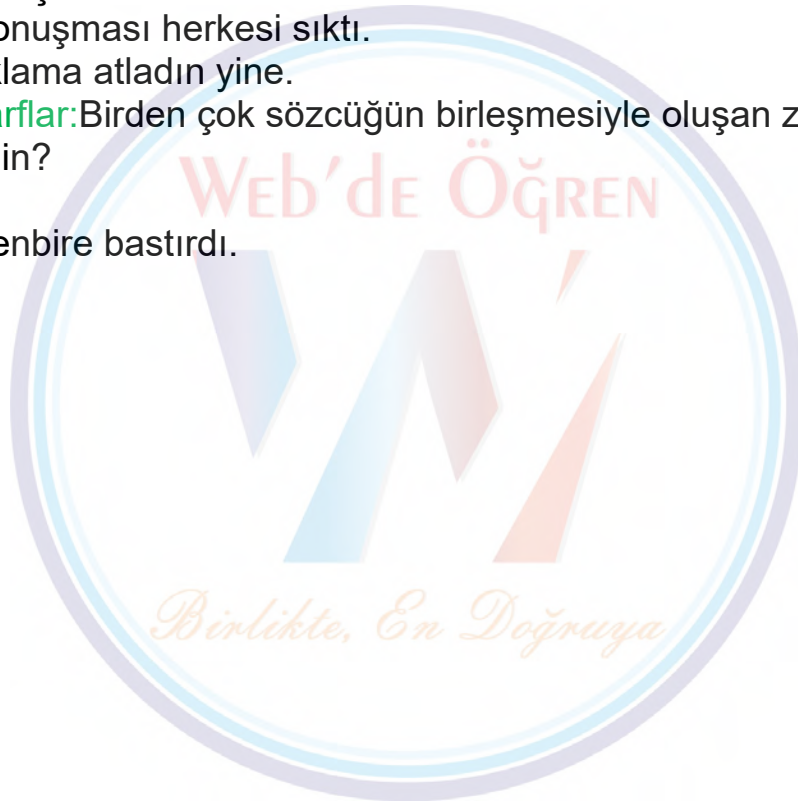 onuşması herkesi sıktı.
klama atladın yine.
arflar:Birden çok sözcüğün birleşmesiyle oluşan z
in?
enbire bastırdı.
WEB'DE ÖĞREN
Birlikte, En Doğruya